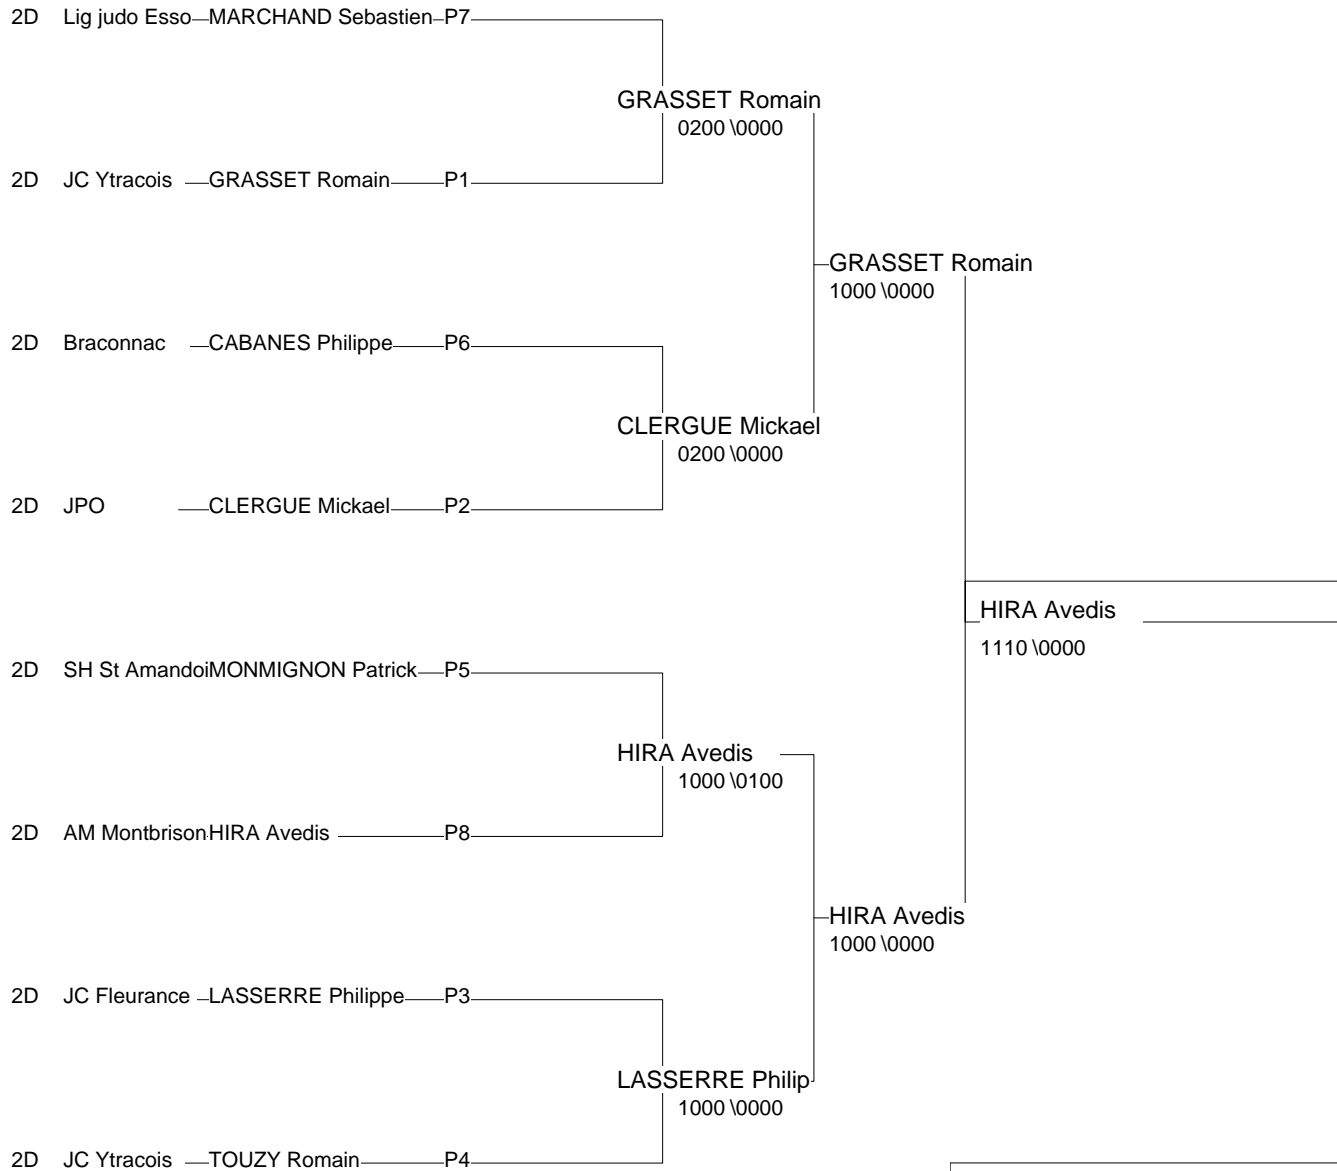 2D Lig judo Esso MARCHAND Sebastien P7
GRASSET Romain
0200 \0000
2D JC Ytracois GRASSET Romain P1
GRASSET Romain
1000 \0000
2D Braconnac CABANES Philippe P6
CLERGUE Mickael
0200 \0000
2D JPO CLERGUE Mickael P2
HIRA Avedis
1110 \0000
2D SH St Amandoi MONMIGNON Patrick P5
HIRA Avedis
1000 \0100
2D AM Montbrison HIRA Avedis P8
HIRA Avedis
1000 \0000
2D JC Fleurance LASSERRE Philippe P3
LASSERRE Philip
1000 \0000
2D JC Ytracois TOUZY Romain P4